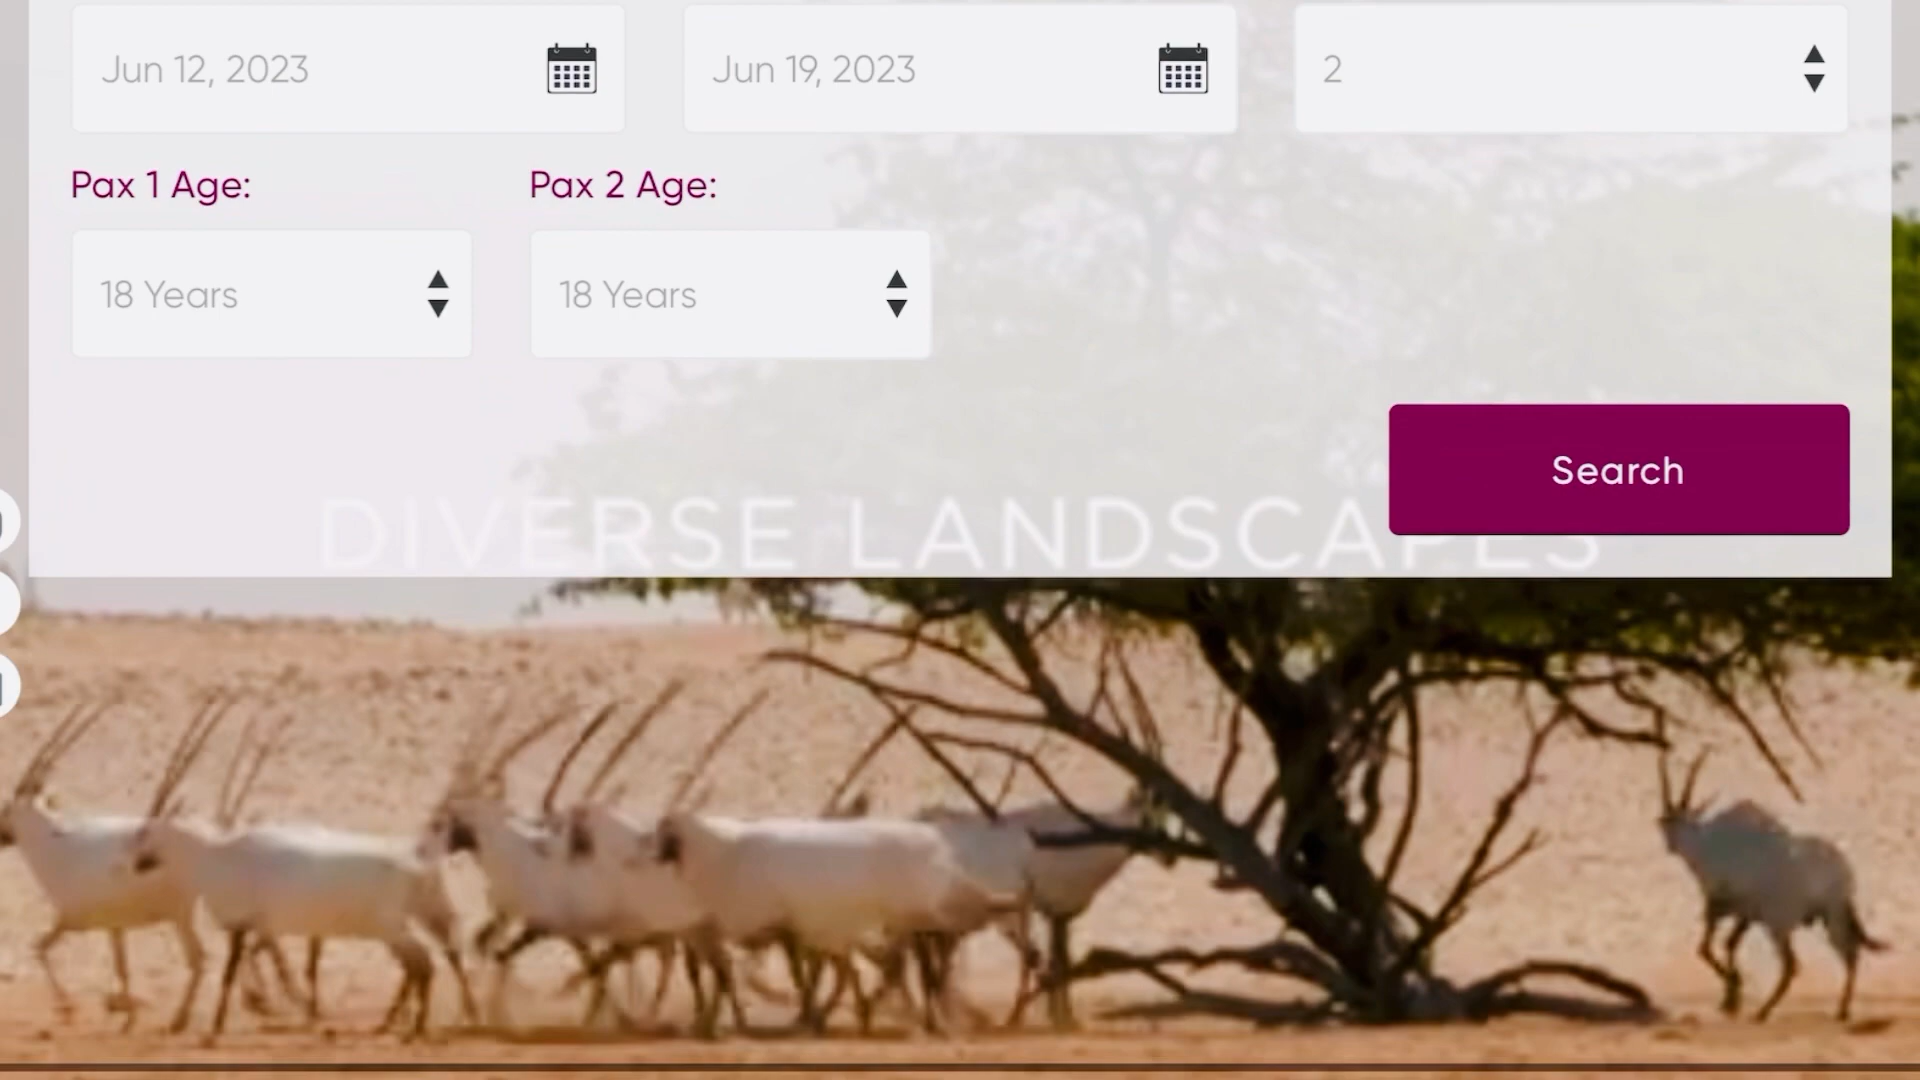 Jun 12, 2023
Jun 19, 2023
2
Pax 1 Age:
Pax 2 Age:
18 Years
18 Years
Search
DIVERSE LANDSCAPES